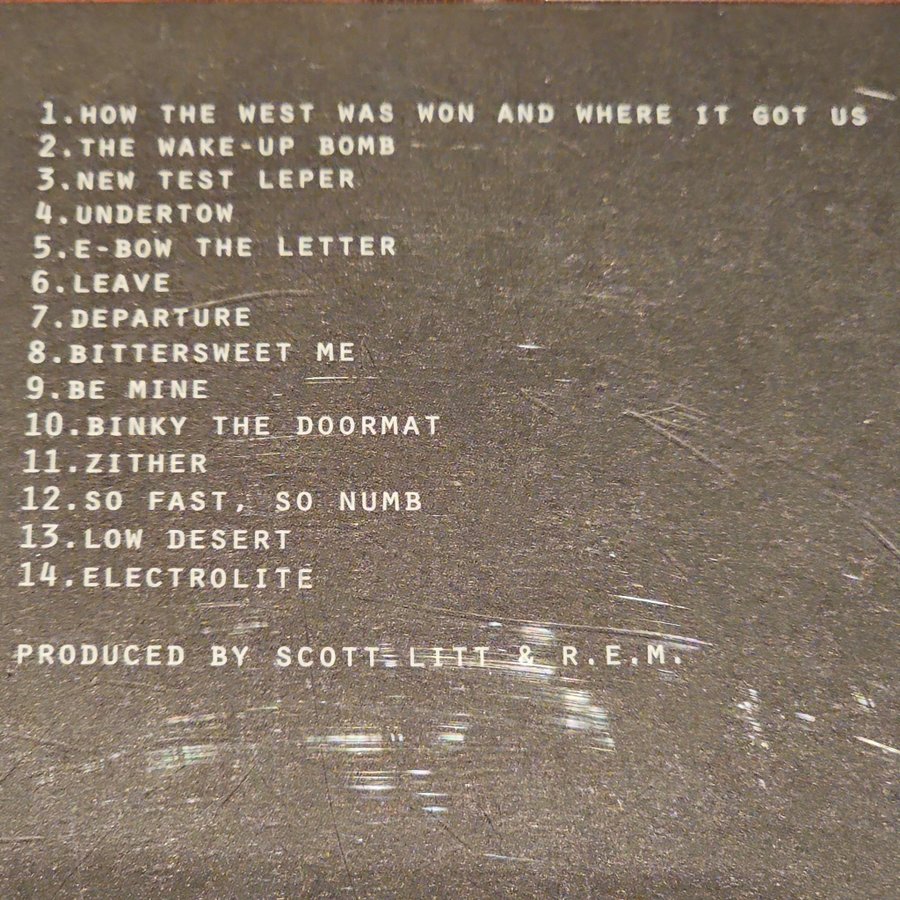 1.HOW THE WEST WAS WON AND WHERE IT GOT US
2.THE WAKE-UP BOMB
3.NEW TEST LEPER
4.UNDERTOW
5.E-BOW THE LETTER
6.LEAVE
7.DEPARTURE
8.BITTERSWEET ME
9.BE MINE
10.BINKY THE DOORMAT
11.ZITHER
12.SO FAST, SO NUMB
13.LOW DESERT
14.ELECTROLITE
PRODUCED BY SCOTT LITT & R.E.M.